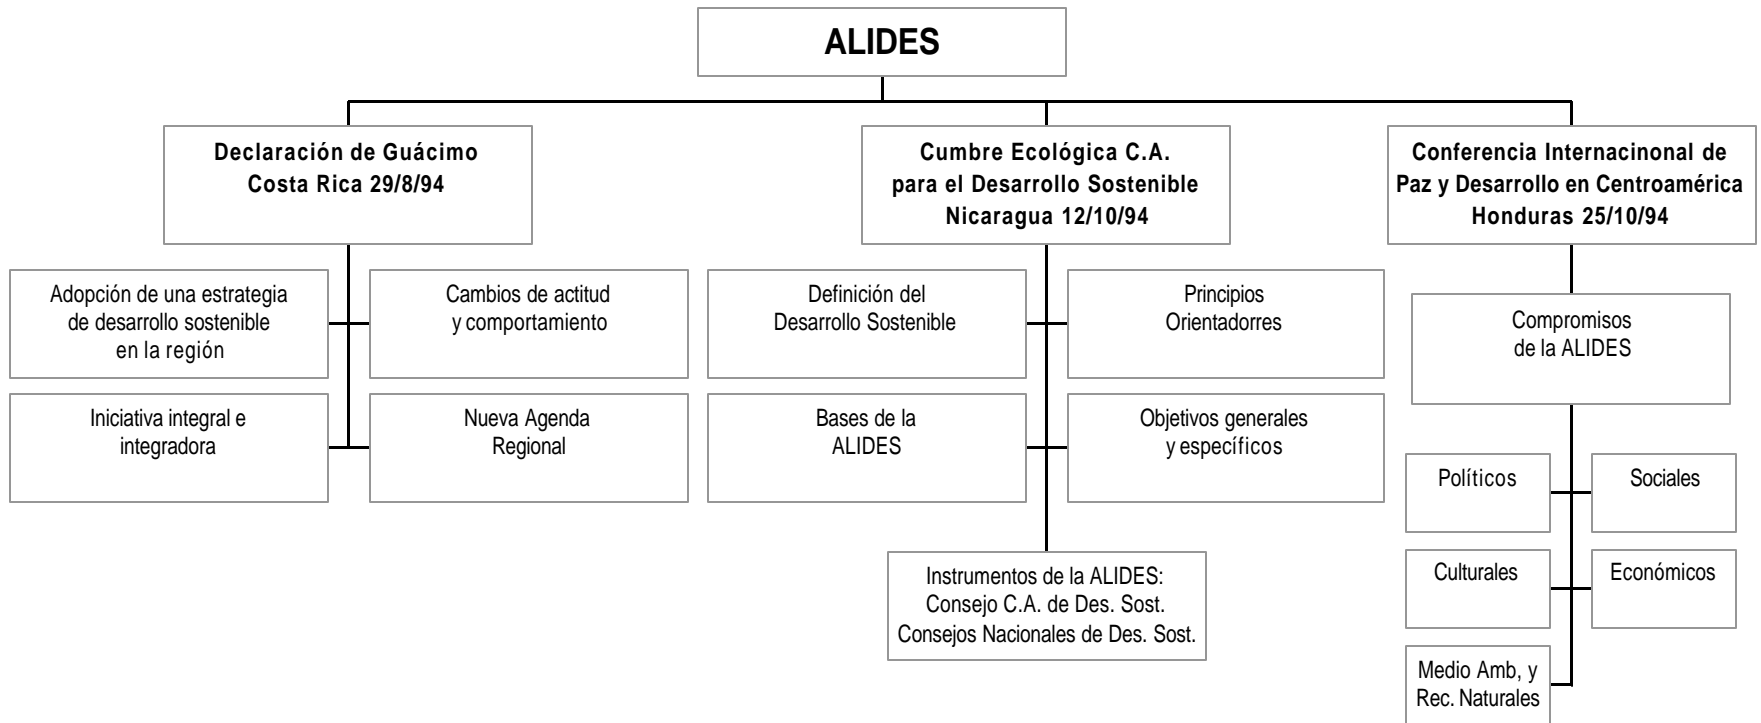 ALIDES
Declaración de Guácimo
Costa Rica 29/8/94
Cumbre Ecológica C.A.
para el Desarrollo Sostenible
Nicaragua 12/10/94
Conferencia Internacinonal de
Paz y Desarrollo en Centroamérica
Honduras 25/10/94
Adopción de una estrategia
de desarrollo sostenible
en la región
Cambios de actitud
y comportamiento
Iniciativa integral e
integradora
Nueva Agenda
Regional
Definición del
Desarrollo Sostenible
Principios
Orientadorres
Bases de la
ALIDES
Objetivos generales
y específicos
Instrumentos de la ALIDES:
Consejo C.A. de Des. Sost.
Consejos Nacionales de Des. Sost.
Compromisos
de la ALIDES
Políticos
Sociales
Culturales
Económicos
Medio Amb, y
Rec. Naturales